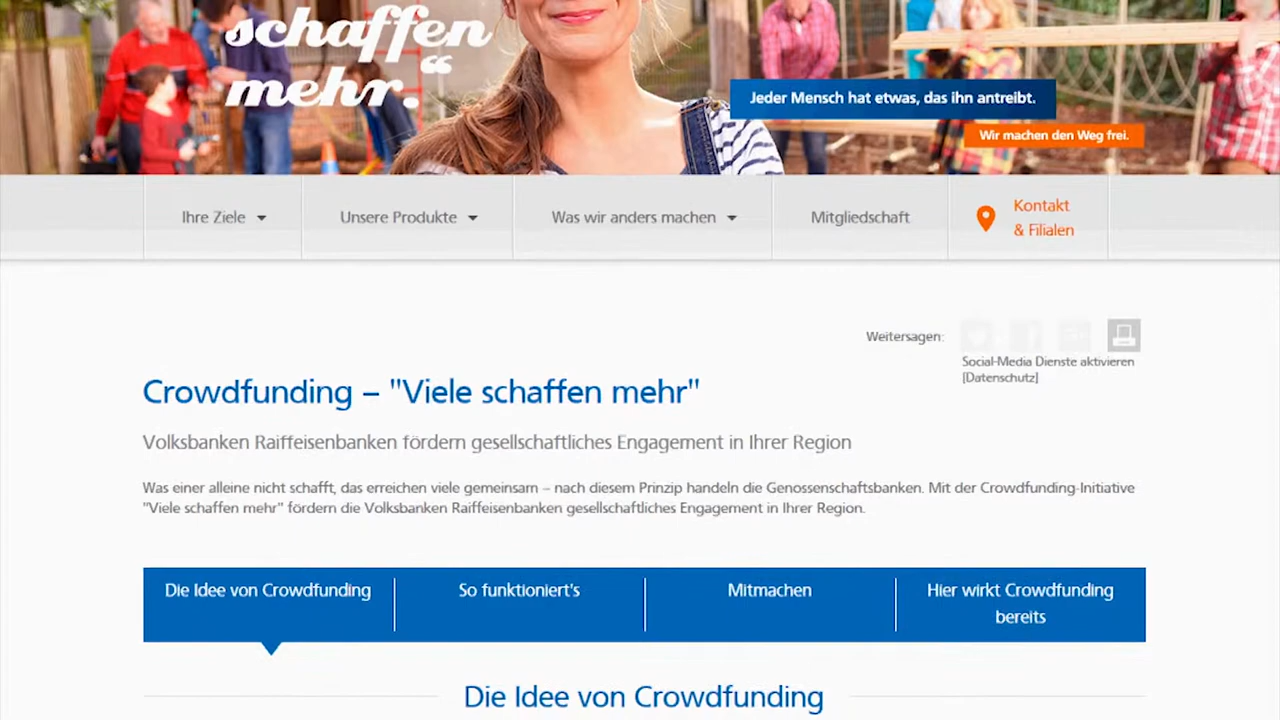 schaffen
mehr.“
Jeder Mensch hat etwas, das ihn antreibt.
Wir machen den Weg frei.
Ihre Ziele
Unsere Produkte
Was wir anders machen
Mitgliedschaft
Kontakt
& Filialen
Weitersagen:
Social-Media Dienste aktivieren
[Datenschutz]
Crowdfunding – "Viele schaffen mehr"
Volksbanken Raiffeisenbanken fördern gesellschaftliches Engagement in Ihrer Region
Was einer alleine nicht schafft, das erreichen viele gemeinsam – nach diesem Prinzip handeln die Genossenschaftsbanken. Mit der Crowdfunding-Initiative
"Viele schaffen mehr" fördern die Volksbanken Raiffeisenbanken gesellschaftliches Engagement in Ihrer Region.
Die Idee von Crowdfunding
So funktioniert's
Mitmachen
Hier wirkt Crowdfunding
bereits
Die Idee von Crowdfunding